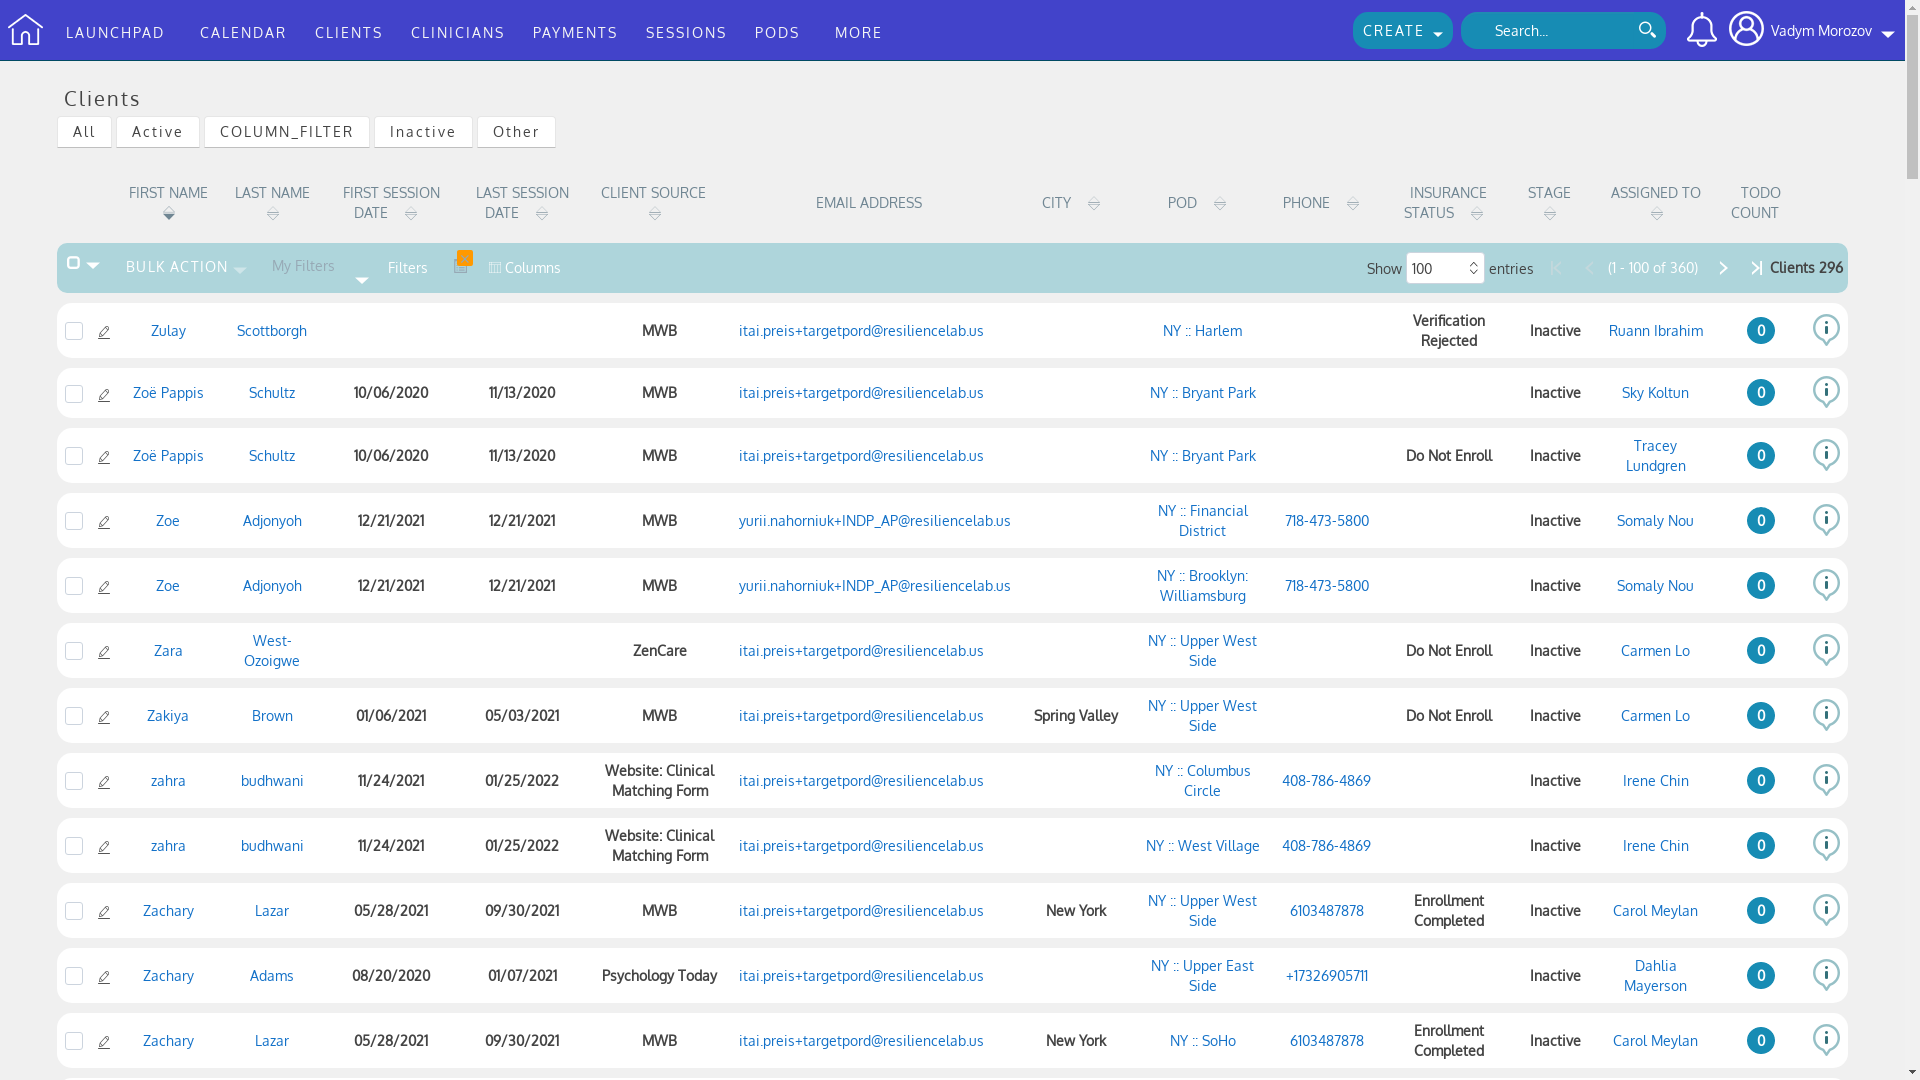 LAUNCHPAD CALENDAR CLIENTS CLINICIANS PAYMENTS SESSIONS PODS MORE CREATE Search... Vadym Morozov
Clients
All Active COLUMN_FILTER Inactive Other
FIRST NAME LAST NAME FIRST SESSION DATE LAST SESSION DATE CLIENT SOURCE EMAIL ADDRESS CITY POD PHONE INSURANCE STATUS STAGE ASSIGNED TO TODO COUNT
BULK ACTION My Filters Filters Columns Show 100 entries (1 - 100 of 360) Clients 296
Zulay Scottborgh MWB itai.preis+targetpord@resiliencelab.us NY :: Harlem Verification Rejected Inactive Ruann Ibrahim 0
Zoë Pappis Schultz 10/06/2020 11/13/2020 MWB itai.preis+targetpord@resiliencelab.us NY :: Bryant Park Inactive Sky Koltun 0
Zoë Pappis Schultz 10/06/2020 11/13/2020 MWB itai.preis+targetpord@resiliencelab.us NY :: Bryant Park Do Not Enroll Inactive Tracey Lundgren 0
Zoe Adjonyoh 12/21/2021 12/21/2021 MWB yurii.nahorniuk+INDP_AP@resiliencelab.us NY :: Financial District 718-473-5800 Inactive Somaly Nou 0
Zoe Adjonyoh 12/21/2021 12/21/2021 MWB yurii.nahorniuk+INDP_AP@resiliencelab.us NY :: Brooklyn: Williamsburg 718-473-5800 Inactive Somaly Nou 0
Zara West-Ozoigwe ZenCare itai.preis+targetpord@resiliencelab.us NY :: Upper West Side Do Not Enroll Inactive Carmen Lo 0
Zakiya Brown 01/06/2021 05/03/2021 MWB itai.preis+targetpord@resiliencelab.us Spring Valley NY :: Upper West Side Do Not Enroll Inactive Carmen Lo 0
zahra budhwani 11/24/2021 01/25/2022 Website: Clinical Matching Form itai.preis+targetpord@resiliencelab.us NY :: Columbus Circle 408-786-4869 Inactive Irene Chin 0
zahra budhwani 11/24/2021 01/25/2022 Website: Clinical Matching Form itai.preis+targetpord@resiliencelab.us NY :: West Village 408-786-4869 Inactive Irene Chin 0
Zachary Lazar 05/28/2021 09/30/2021 MWB itai.preis+targetpord@resiliencelab.us New York NY :: Upper West Side 6103487878 Enrollment Completed Inactive Carol Meylan 0
Zachary Adams 08/20/2020 01/07/2021 Psychology Today itai.preis+targetpord@resiliencelab.us NY :: Upper East Side +17326905711 Inactive Dahlia Mayerson 0
Zachary Lazar 05/28/2021 09/30/2021 MWB itai.preis+targetpord@resiliencelab.us New York NY :: SoHo 6103487878 Enrollment Completed Inactive Carol Meylan 0